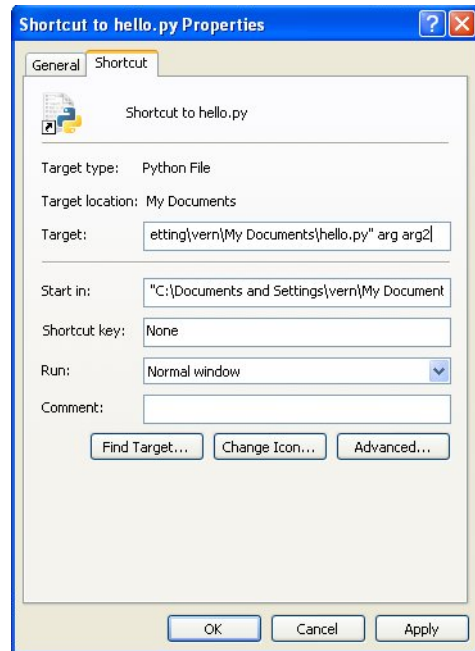 Shortcut to hello.py Properties
General Shortcut
Shortcut to hello.py
Target type: Python File
Target location: My Documents
Target: etting\vern\My Documents\hello.py" arg arg2
Start in: "C:\Documents and Settings\vern\My Document
Shortcut key: None
Run: Normal window
Comment:
Find Target... Change Icon... Advanced...
OK Cancel Apply